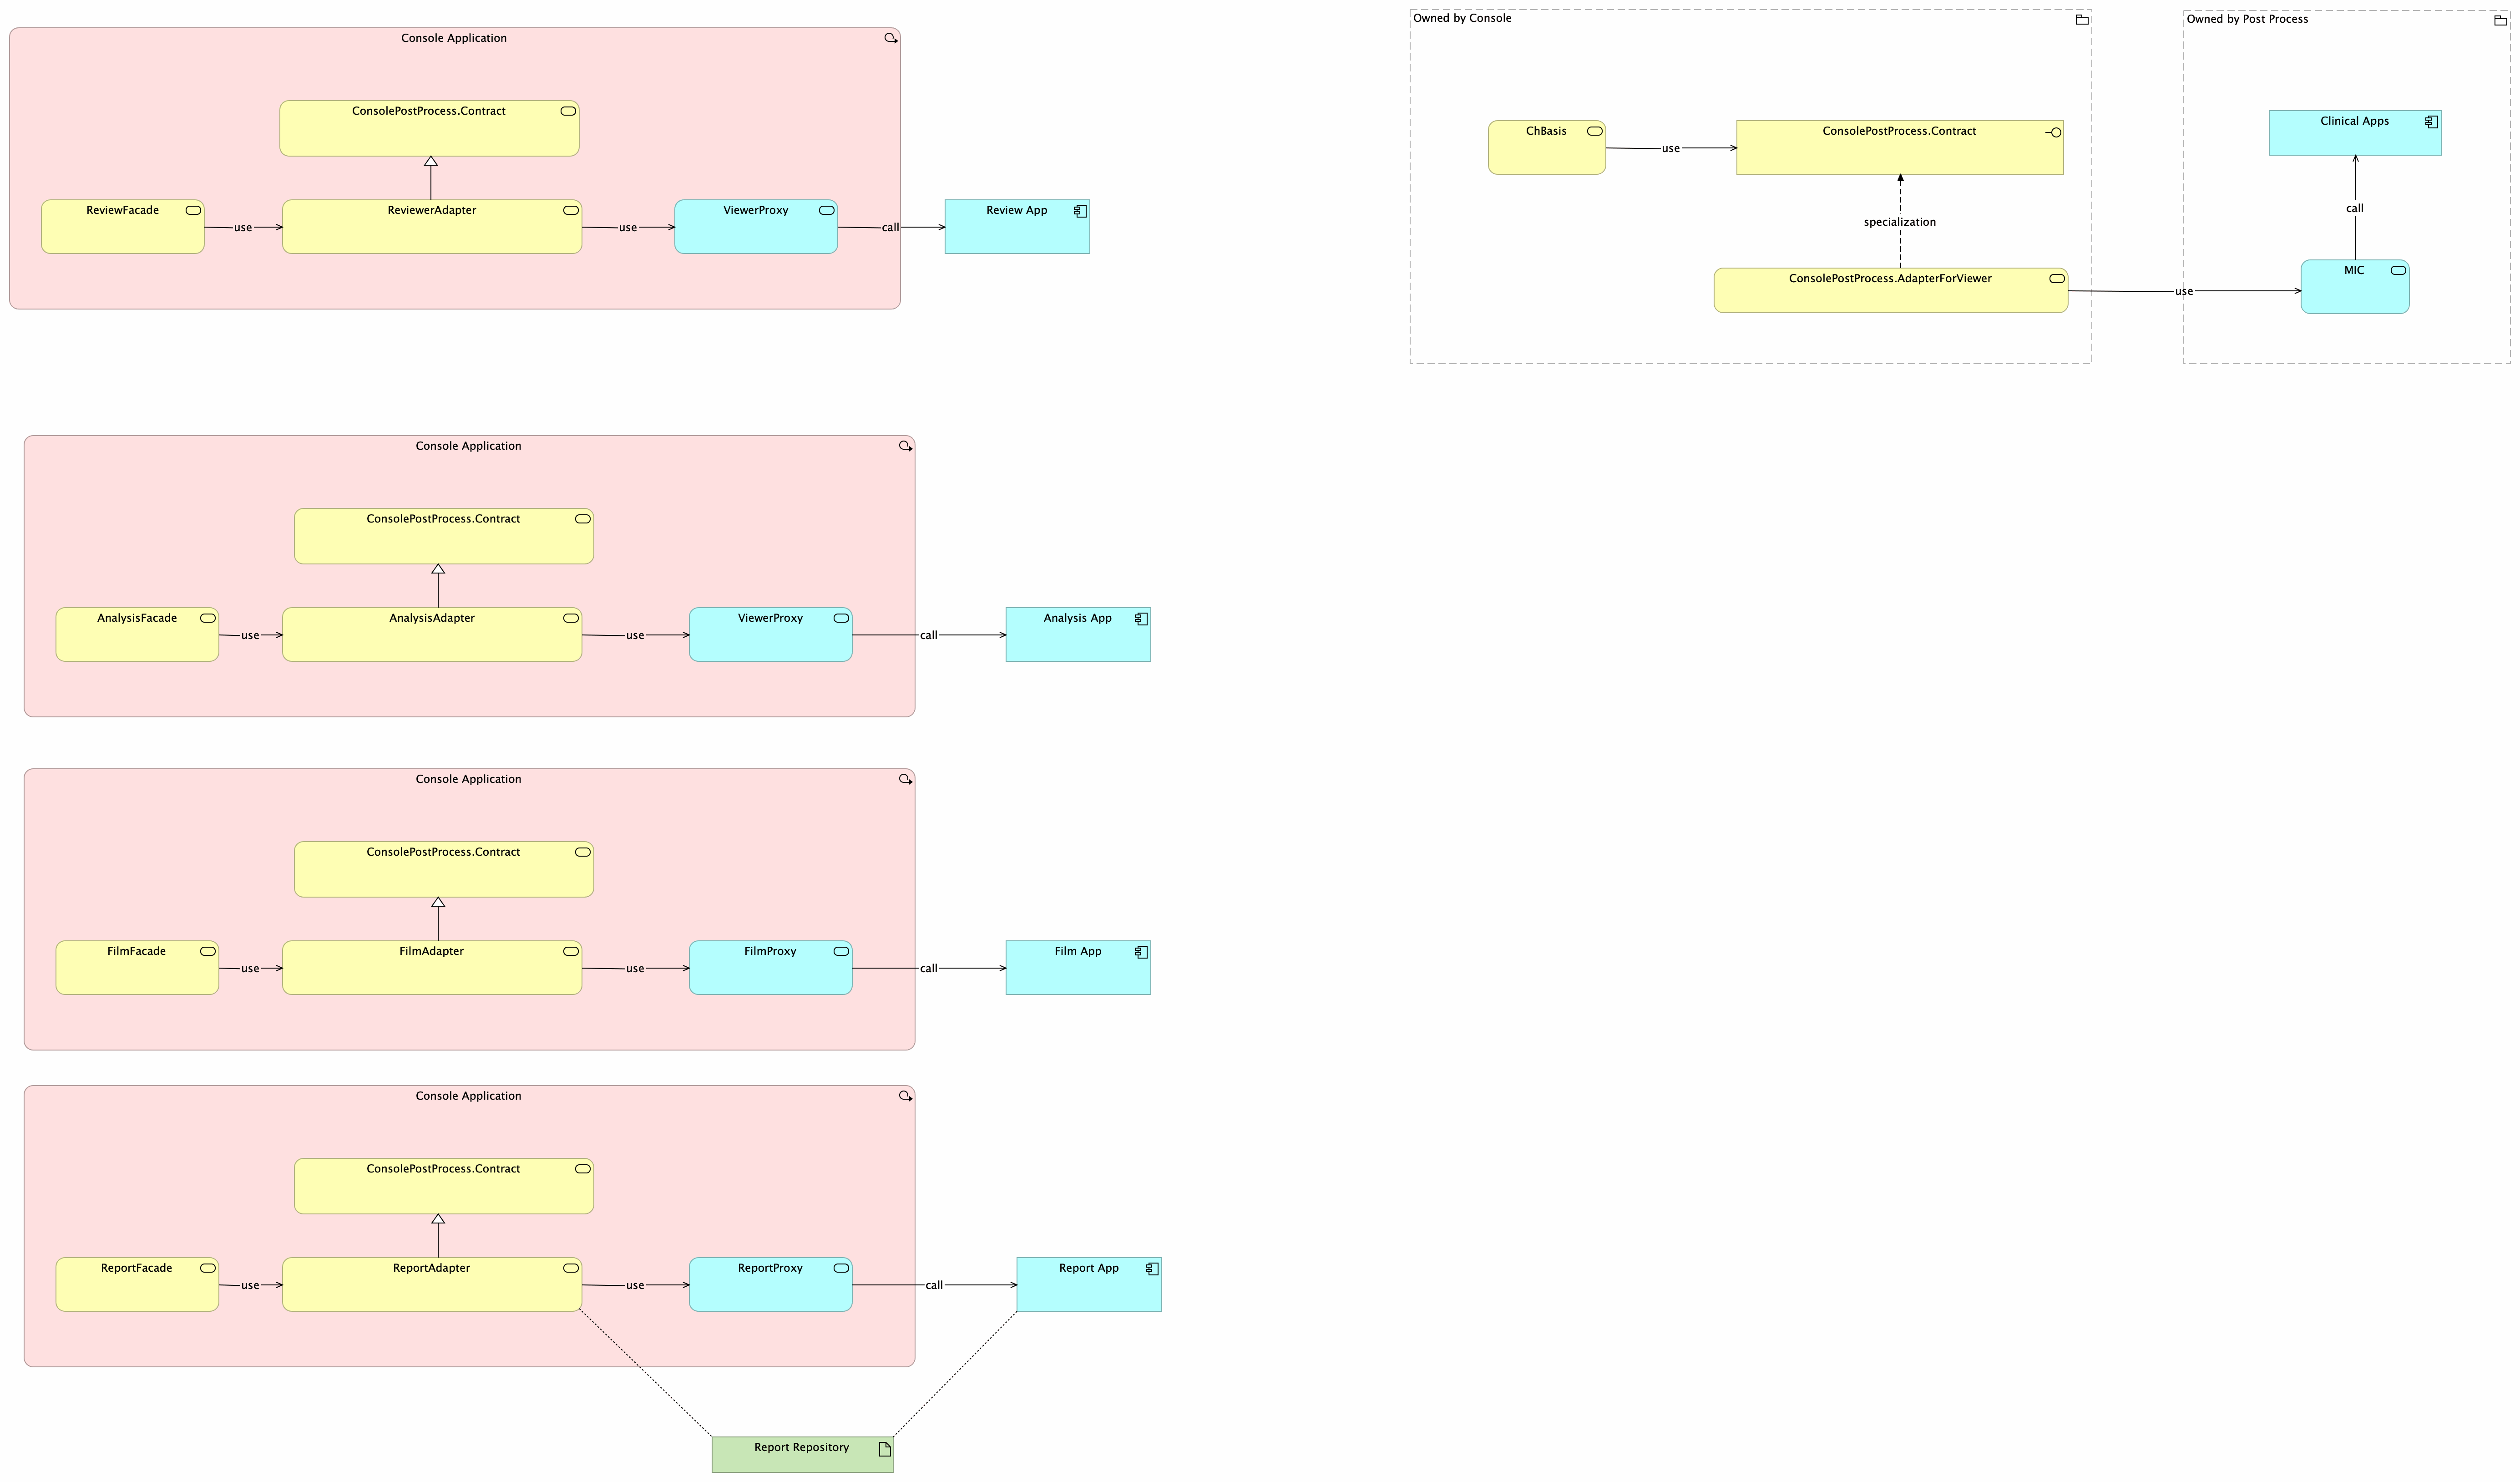 Console Application
ConsolePostProcess.Contract
ReviewFacade
use
ReviewerAdapter
use
ViewerProxy
call
Review App
Owned by Console
ChBasis
use
ConsolePostProcess.Contract
specialization
ConsolePostProcess.AdapterForViewer
use
Owned by Post Process
Clinical Apps
call
MIC
Console Application
ConsolePostProcess.Contract
AnalysisFacade
use
AnalysisAdapter
use
ViewerProxy
call
Analysis App
Console Application
ConsolePostProcess.Contract
FilmFacade
use
FilmAdapter
use
FilmProxy
call
Film App
Console Application
ConsolePostProcess.Contract
ReportFacade
use
ReportAdapter
use
ReportProxy
call
Report App
Report Repository